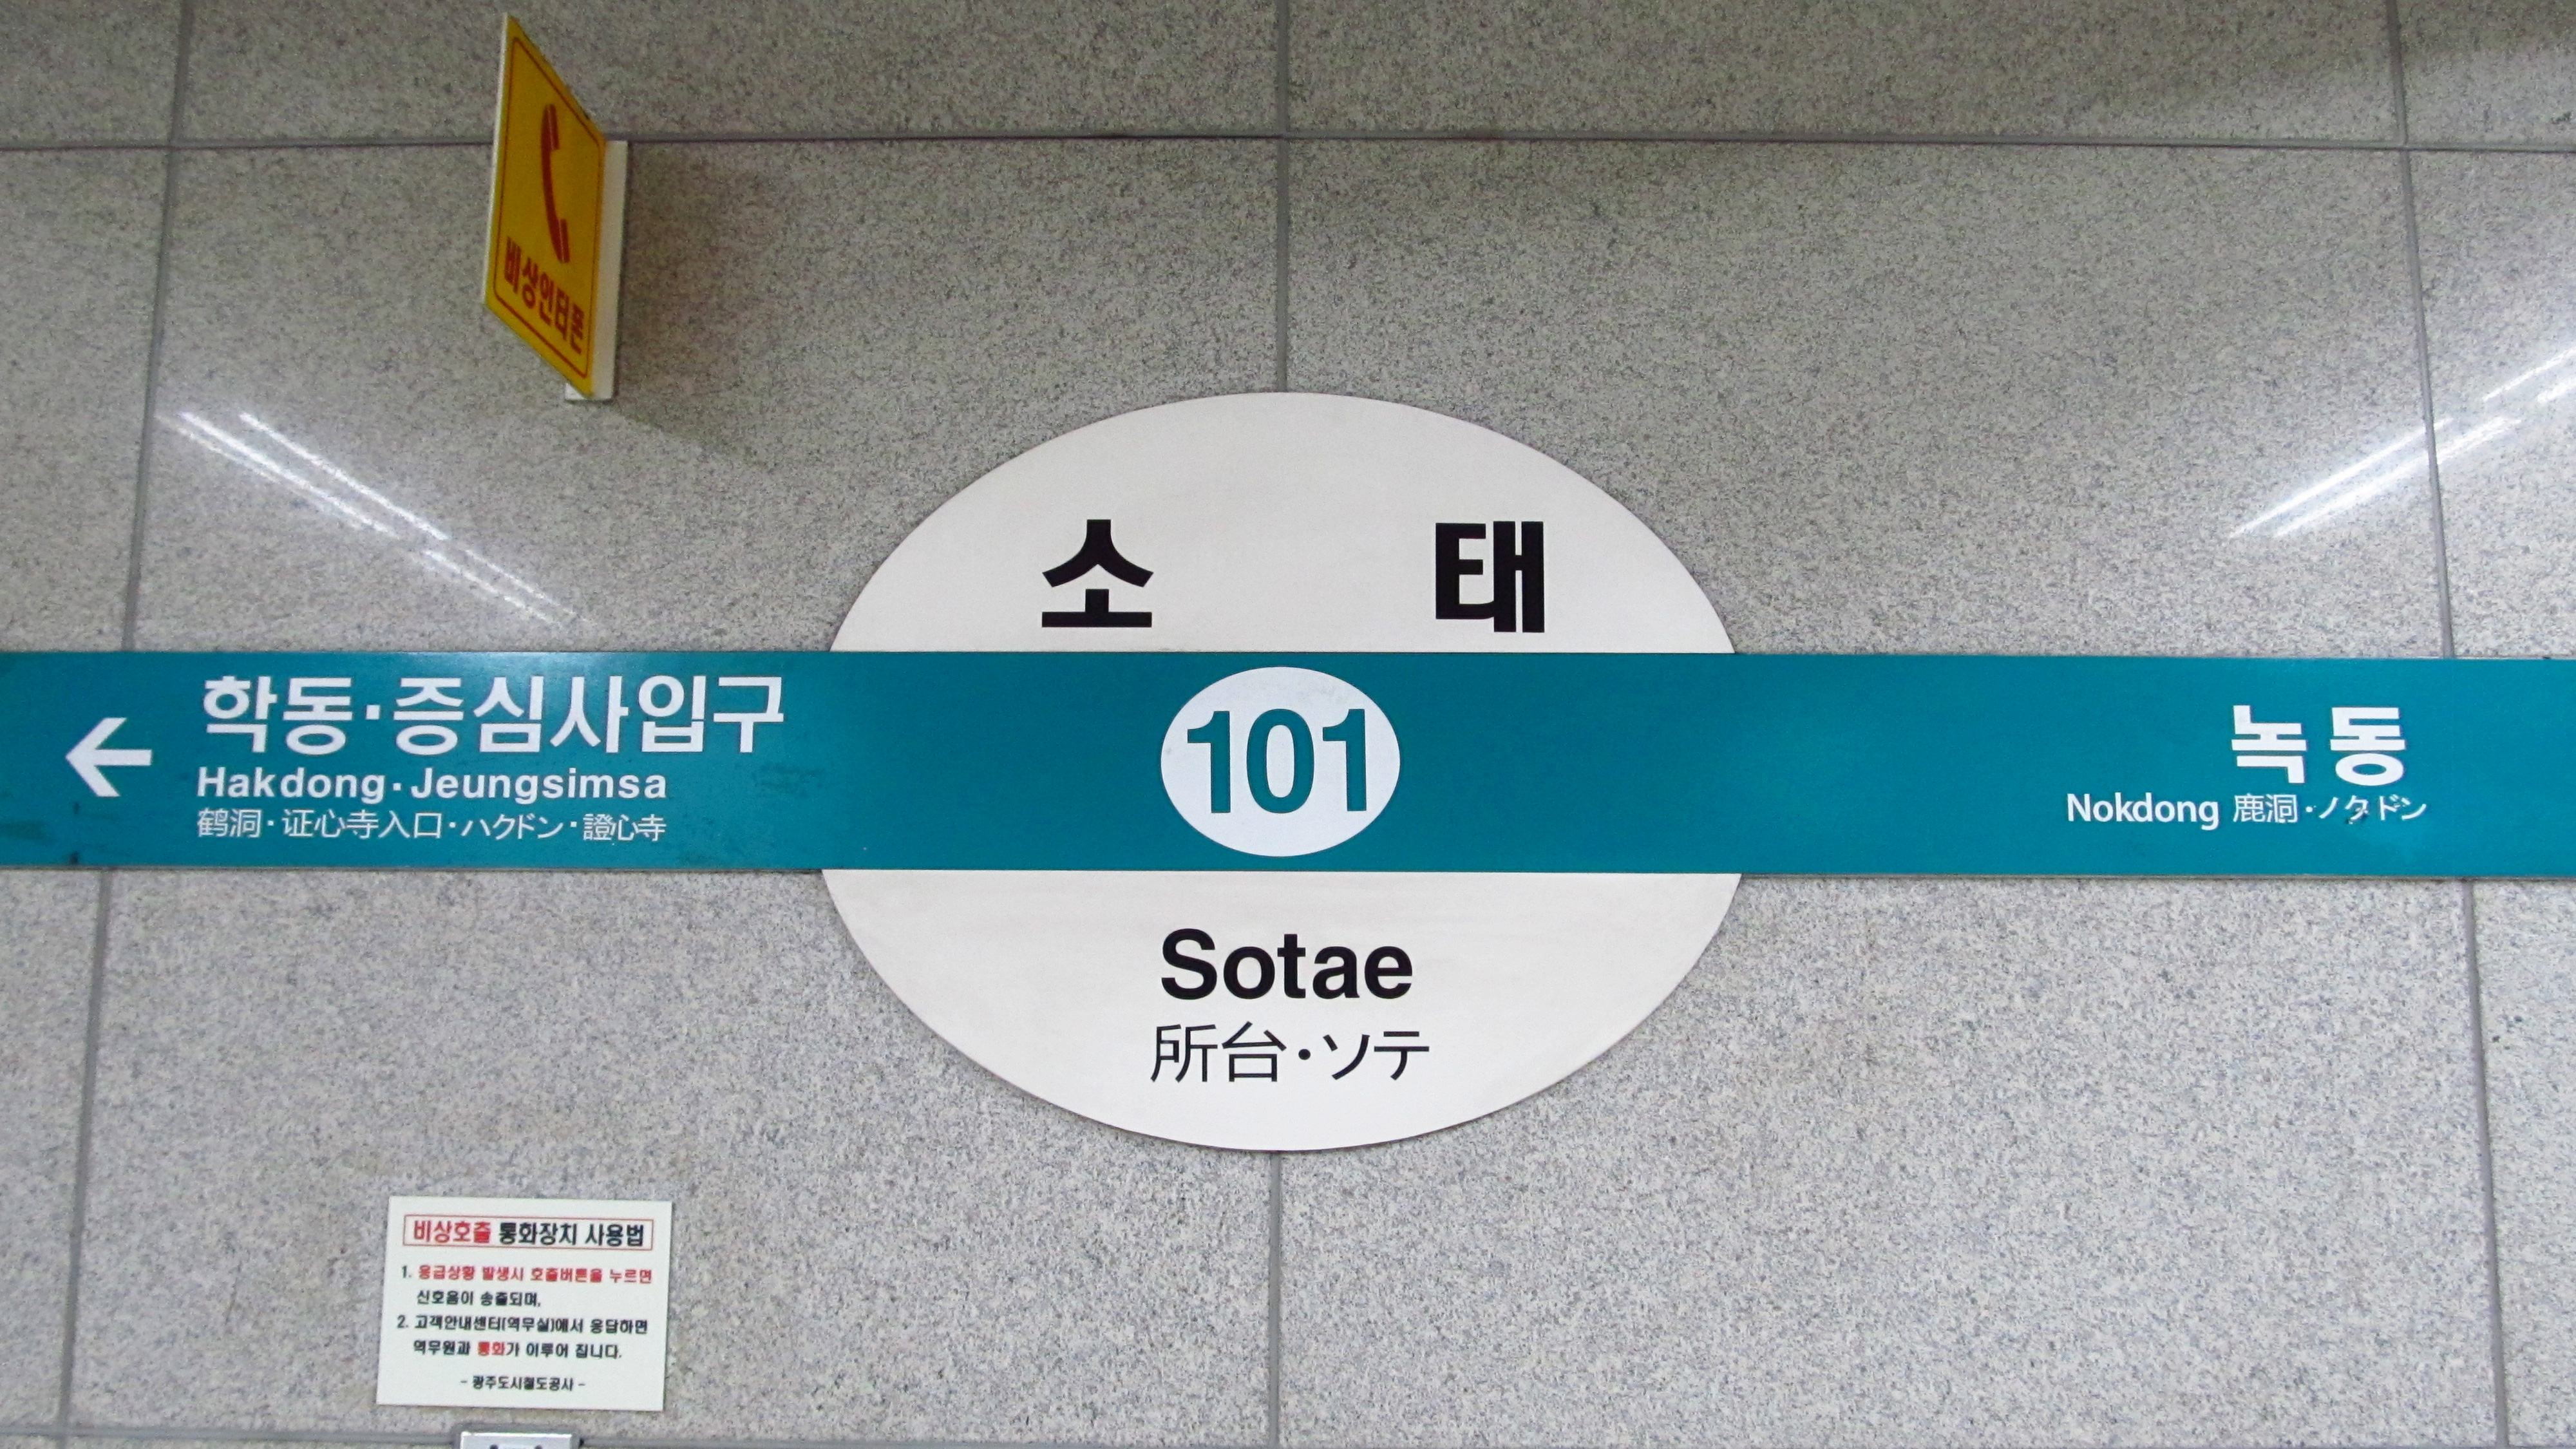 비상인터폰
소 태
학동·증심사입구
Hakdong·Jeungsimsa
鹤洞·证心寺入口·ハクドン·證心寺
101
녹동
Nokdong 鹿洞·ノクドン
Sotae
所台·ソテ
비상호출 통화장치 사용법
1. 응급상황 발생시 호출버튼을 누르면
신호음이 송출되며,
2. 고객안내센터(역무실)에서 응답하면
역무원과 통화가 이루어 집니다.
- 광주도시철도공사 -